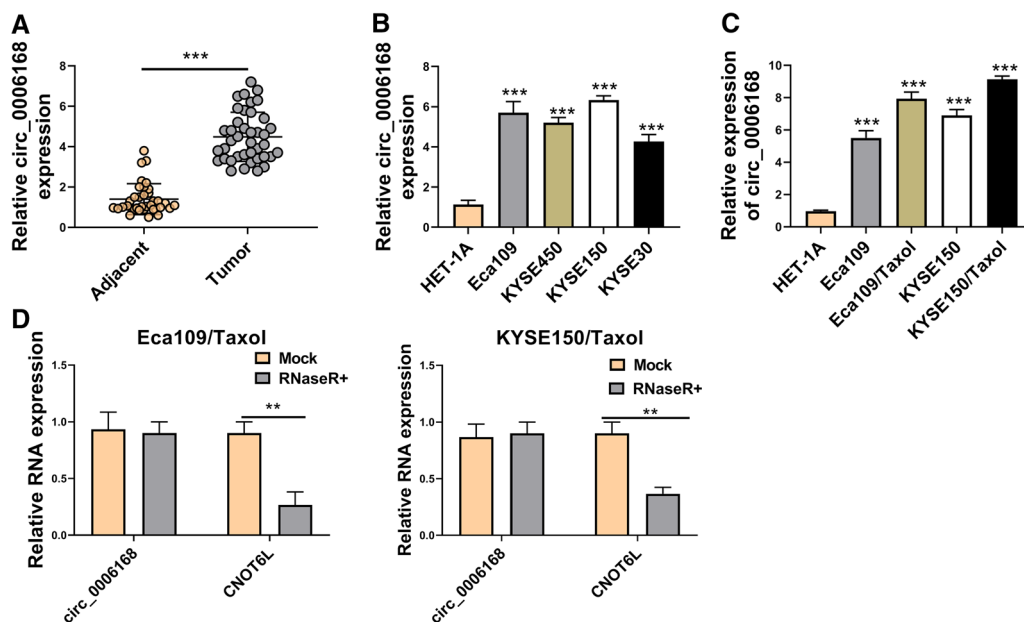 A
Relative circ_0006168
expression
8
6
4
2
0
***
Adjacent
Tumor
B
Relative circ_0006168
expression
8
6
4
2
0
***
***
***
***
HET-1A
Eca109
KYSE450
KYSE150
KYSE30
C
Relative expression
of circ_0006168
10
8
6
4
2
0
***
***
***
***
HET-1A
Eca109
Eca109/Taxol
KYSE150
KYSE150/Taxol
D
Eca109/Taxol
Mock
RNaseR+
Relative RNA expression
1.5
1.0
0.5
0.0
**
circ_0006168
CNOT6L
KYSE150/Taxol
Mock
RNaseR+
Relative RNA expression
1.5
1.0
0.5
0.0
**
circ_0006168
CNOT6L